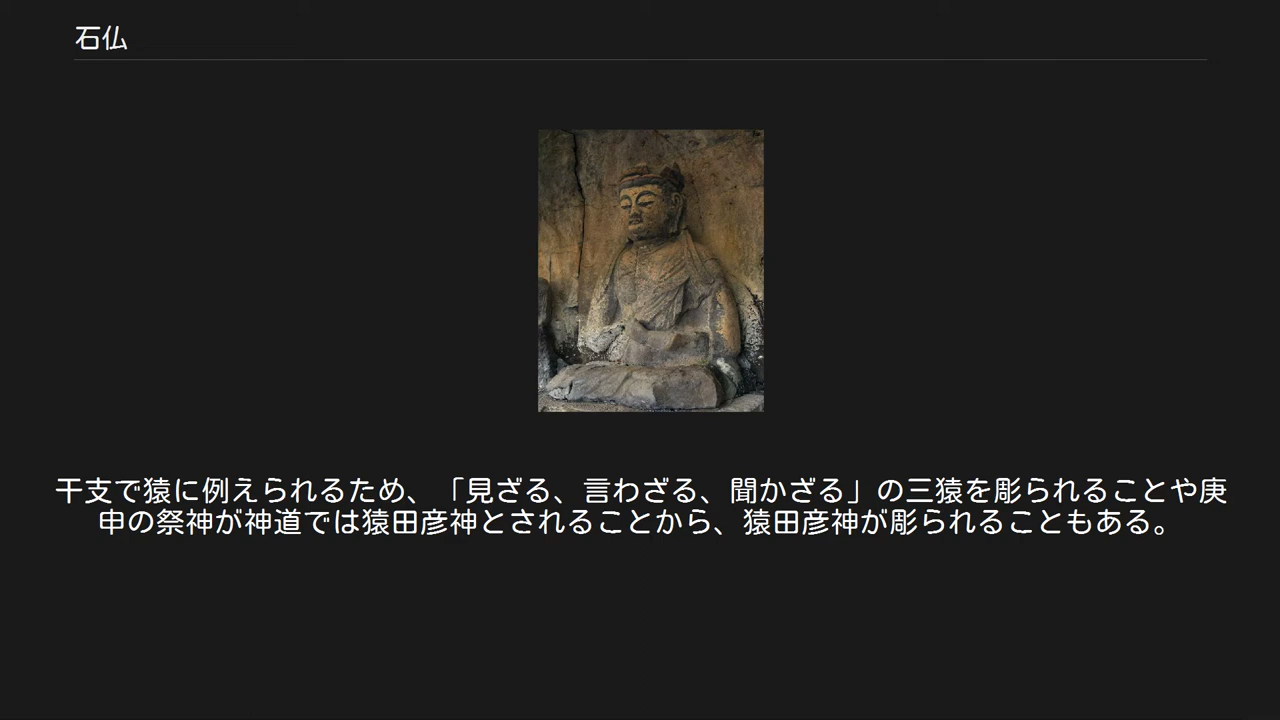 石仏
干支で猿に例えられるため、「見ざる、言わざる、聞かざる」の三猿を彫られることや庚
申の祭神が神道では猿田彦神とされることから、猿田彦神が彫られることもある。